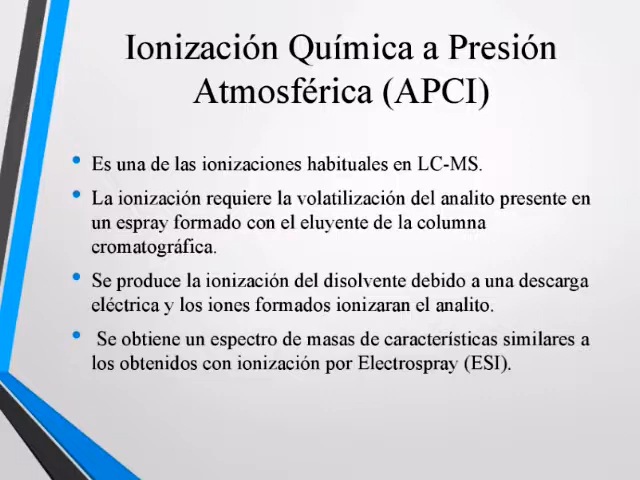 Ionización Química a Presión
Atmosférica (APCI)
• Es una de las ionizaciones habituales en LC-MS.
• La ionización requiere la volatilización del analito presente en
un espray formado con el eluyente de la columna
cromatográfica.
• Se produce la ionización del disolvente debido a una descarga
eléctrica y los iones formados ionizaran el analito.
• Se obtiene un espectro de masas de características similares a
los obtenidos con ionización por Electrospray (ESI).